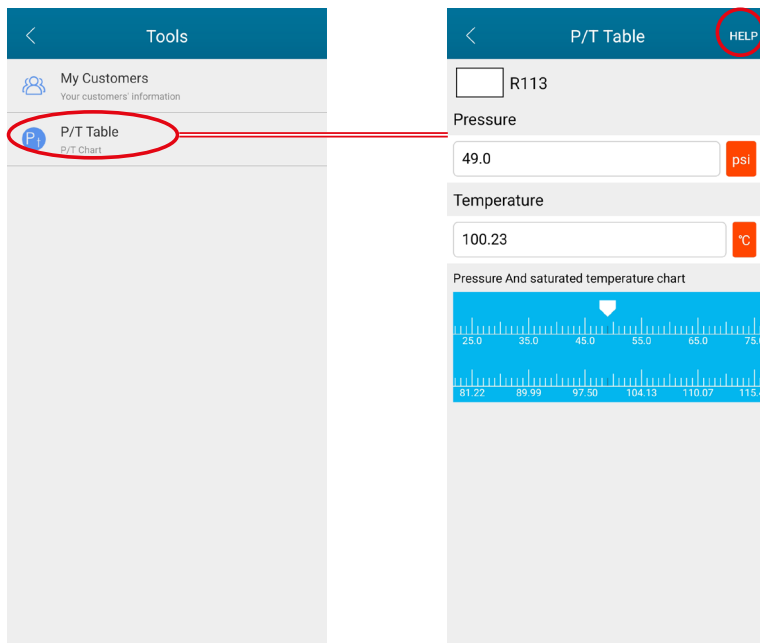 Tools
My Customers
Your customers' information
P/T Table
P/T Chart
P/T Table
HELP
R113
Pressure
49.0
psi
Temperature
100.23
℃
Pressure And saturated temperature chart
25.0 35.0 45.0 55.0 65.0 75.
81.22 89.99 97.50 104.13 110.07 115.